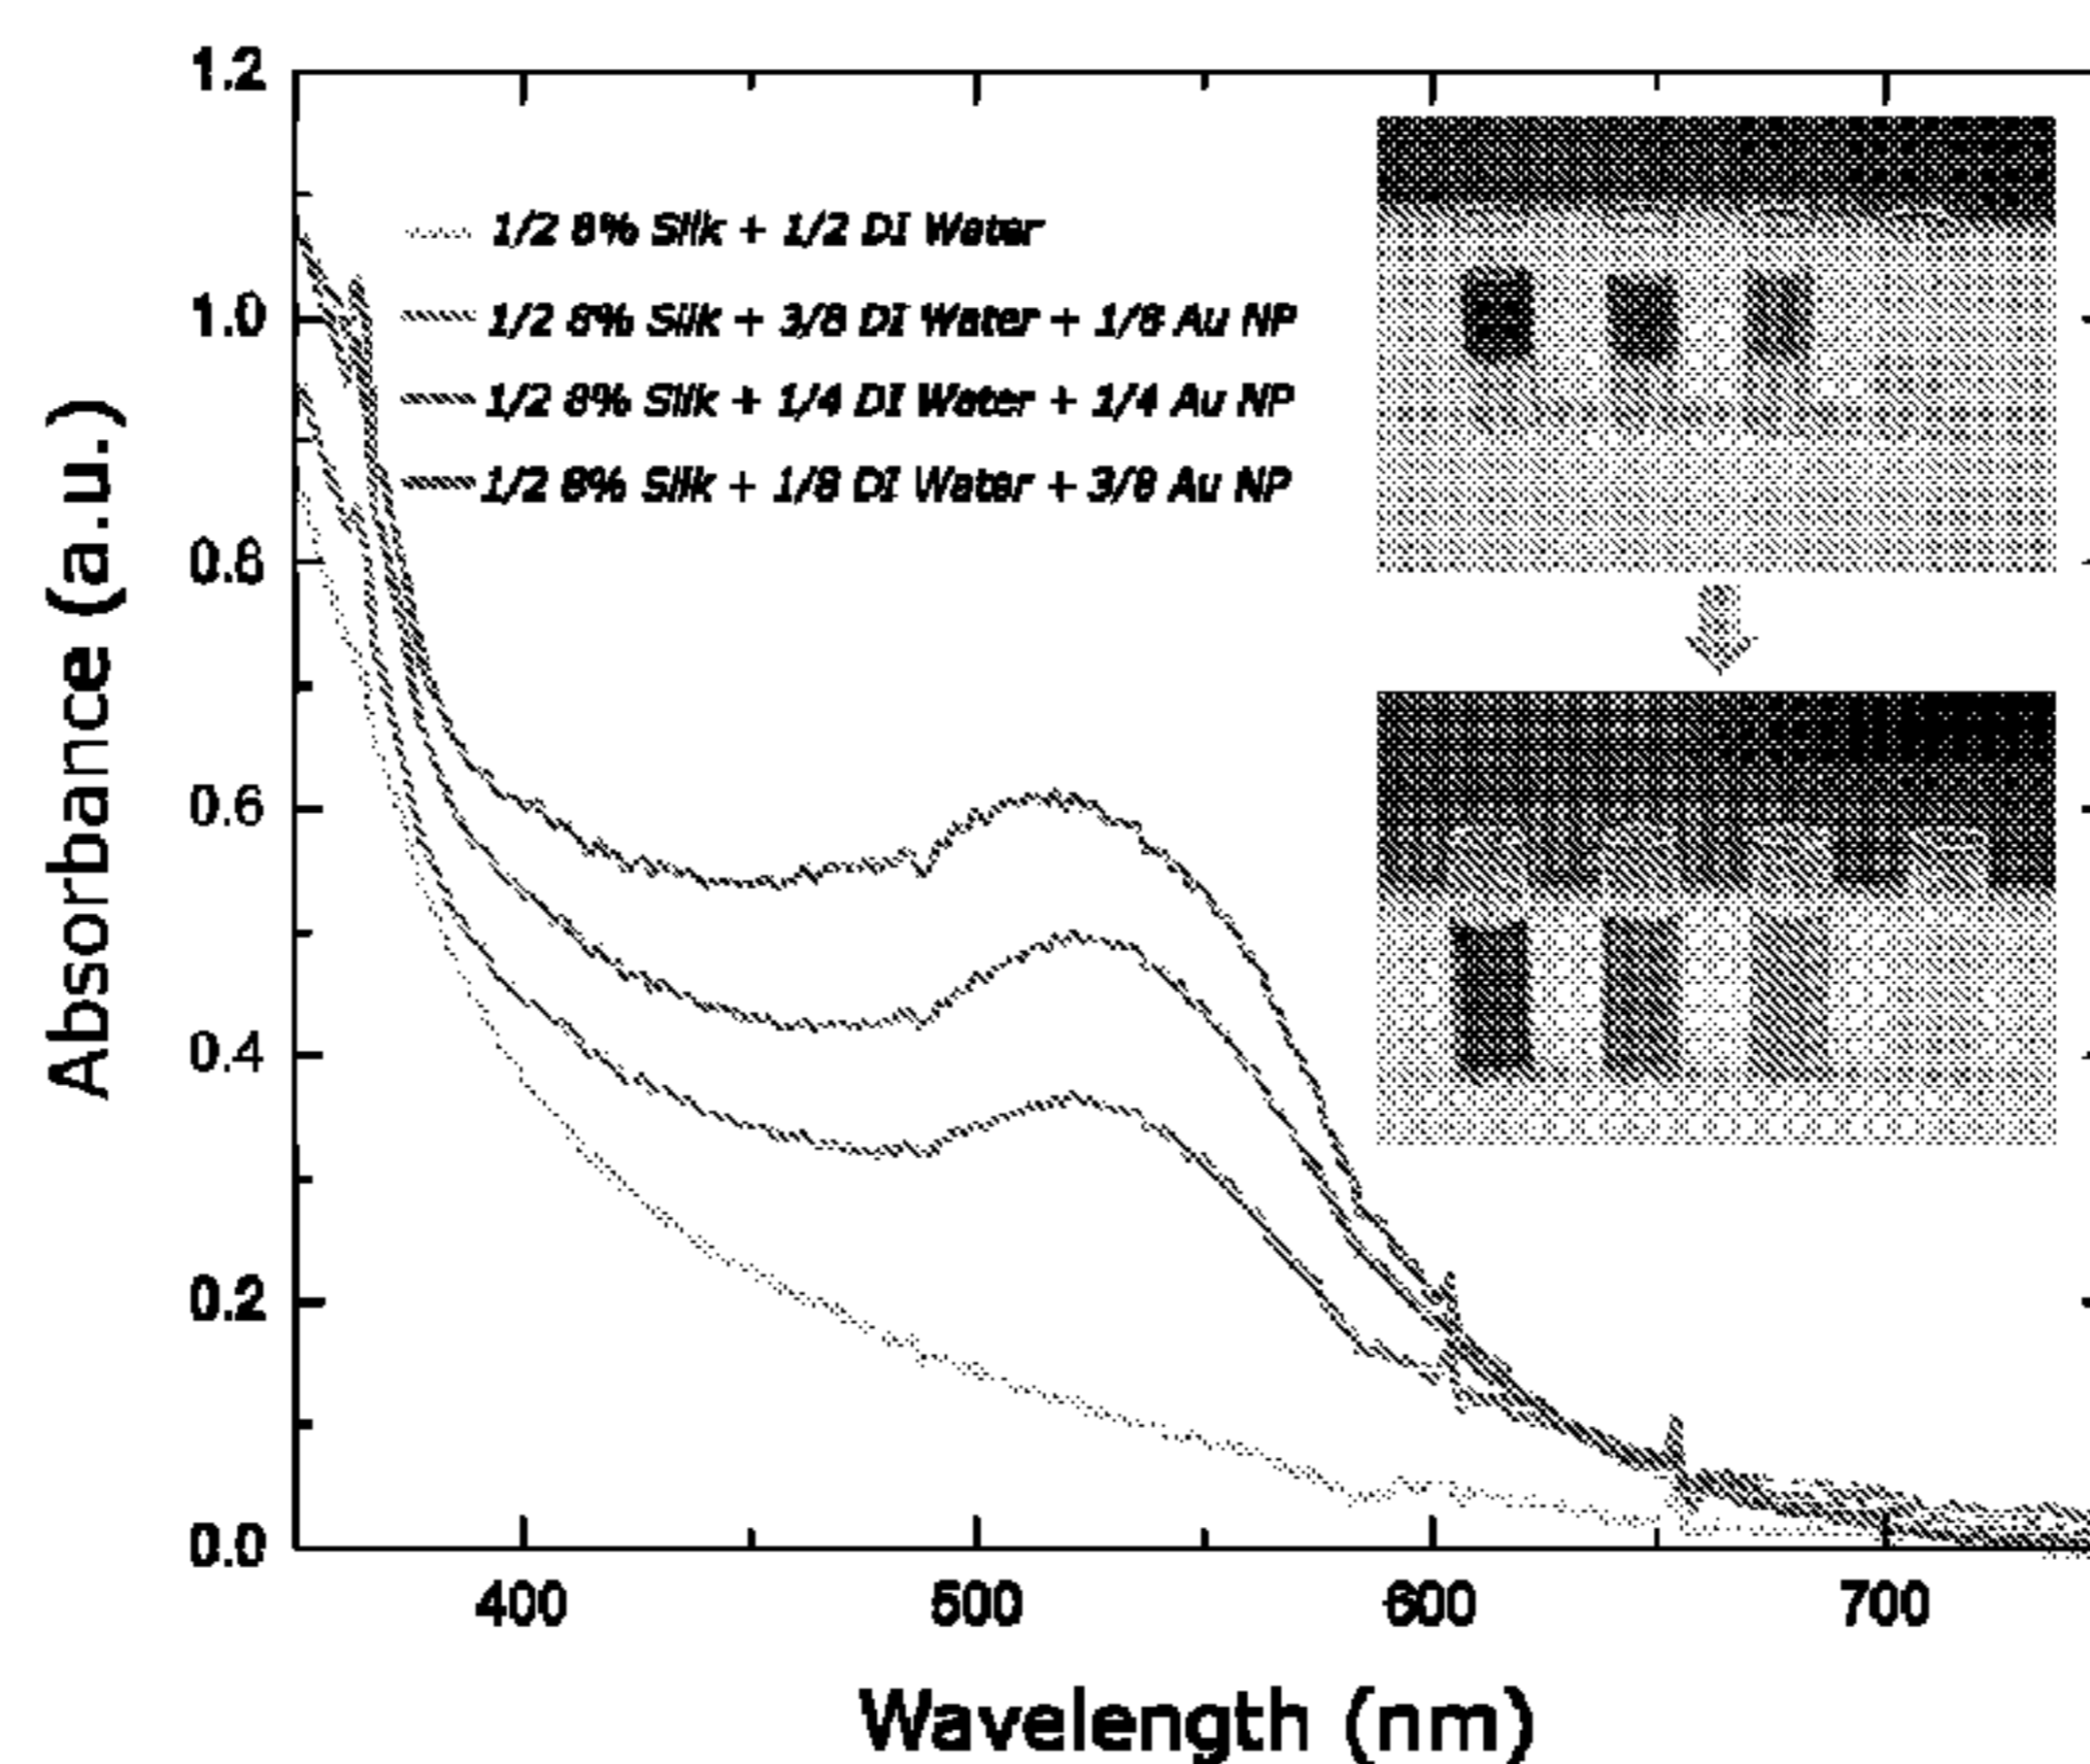 1.2
1.0
0.8
0.6
0.4
0.2
0.0
Absorbance (a.u.)
1/2 8% Silk + 1/2 DI Water
1/2 8% Silk + 3/8 DI Water + 1/8 Au NP
1/2 8% Silk + 1/4 DI Water + 1/4 Au NP
1/2 8% Silk + 1/8 DI Water + 3/8 Au NP
400 500 600 700
Wavelength (nm)